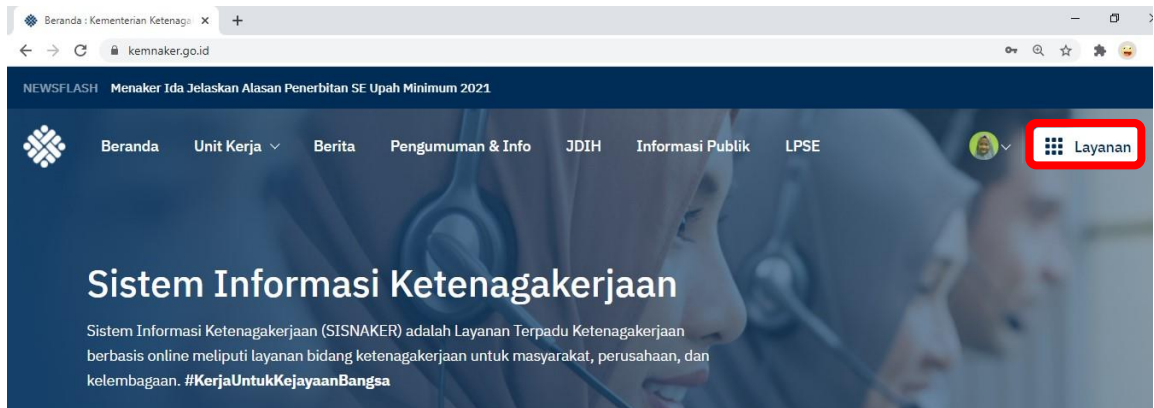 Beranda : Kementerian Ketenaga
kemnaker.go.id
NEWSFLASH Menaker Ida Jelaskan Alasan Penerbitan SE Upah Minimum 2021
Beranda Unit Kerja Berita Pengumuman & Info JDIH Informasi Publik LPSE Layanan
Sistem Informasi Ketenagakerjaan
Sistem Informasi Ketenagakerjaan (SISNAKER) adalah Layanan Terpadu Ketenagakerjaan
berbasis online meliputi layanan bidang ketenagakerjaan untuk masyarakat, perusahaan, dan
kelembagaan. #KerjaUntukKejayaanBangsa